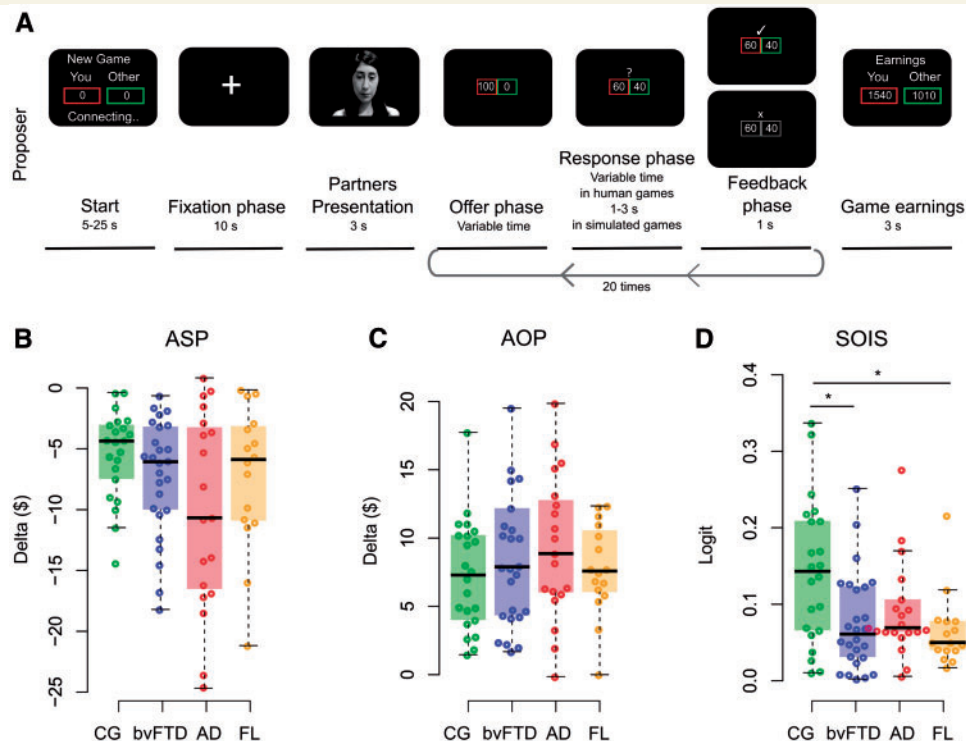 A
Proposer
New Game
You Other
0 0
Connecting..
+
100 0
?
60 40
✓
60 40
x
60 40
Earnings
You Other
1540 1010
Start
5-25 s
Fixation phase
10 s
Partners
Presentation
3 s
Offer phase
Variable time
Response phase
Variable time
in human games
1-3 s
in simulated games
Feedback
phase
1 s
Game earnings
3 s
20 times
B
ASP
Delta ($)
0
−5
−10
−15
−20
−25
CG bvFTD AD FL
C
AOP
Delta ($)
20
15
10
5
0
CG bvFTD AD FL
D
SOIS
Logit
0.4
0.3
0.2
0.1
0.0
*
*
CG bvFTD AD FL